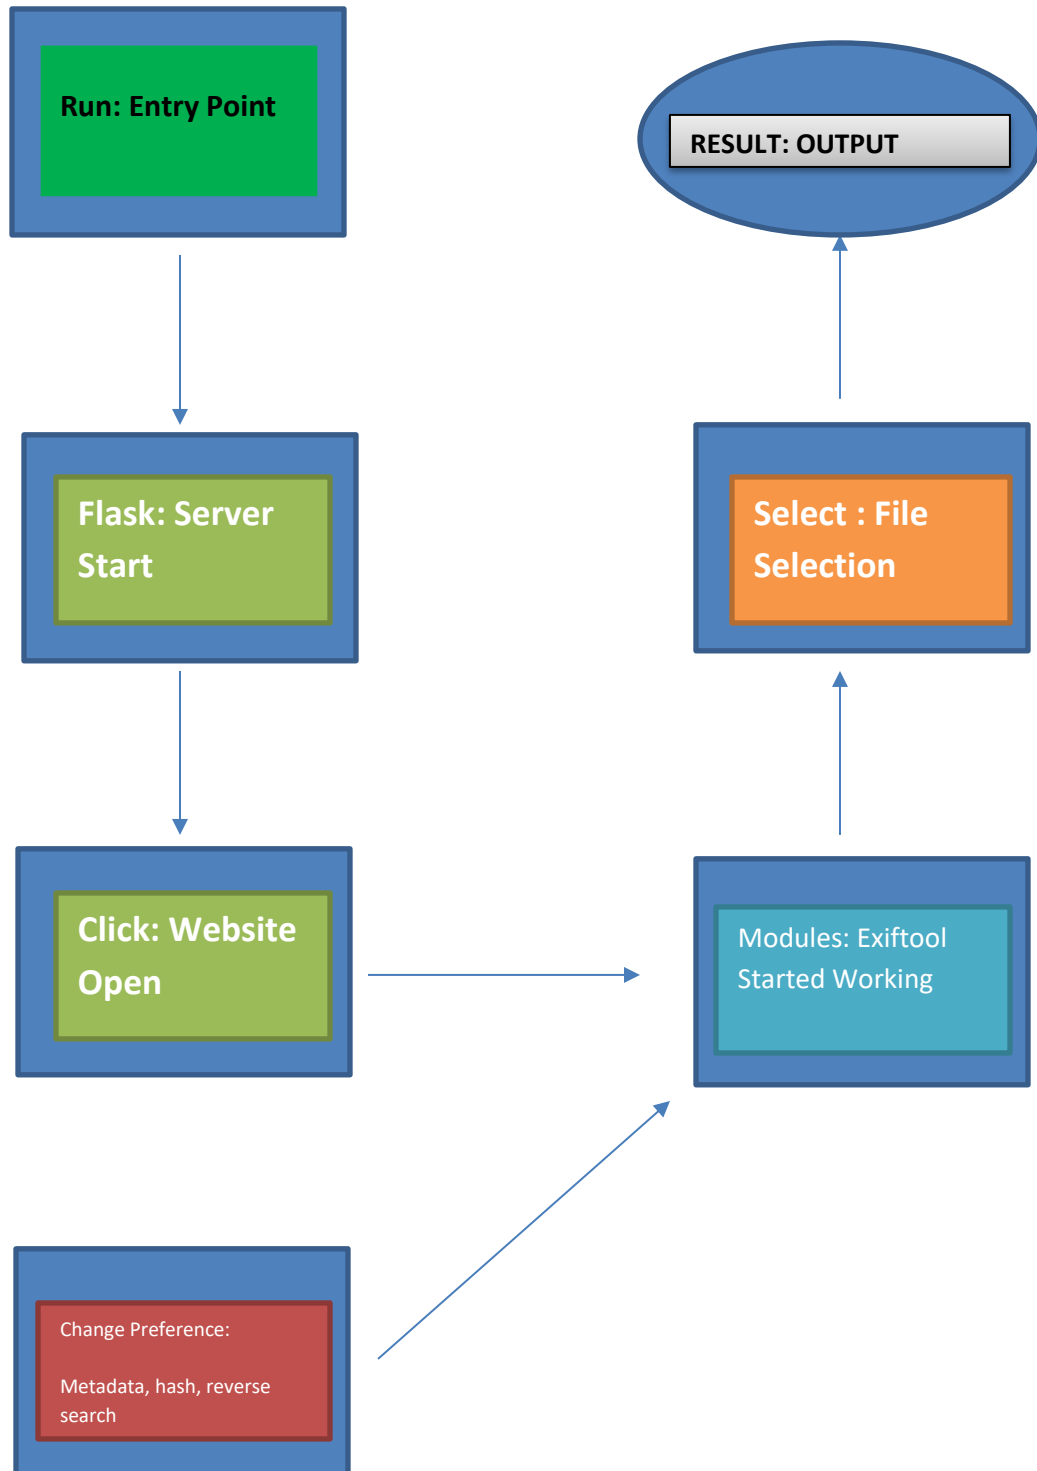 Run: Entry Point
RESULT: OUTPUT
Flask: Server
Start
Select : File
Selection
Click: Website
Open
Modules: Exiftool
Started Working
Change Preference:
Metadata, hash, reverse
search